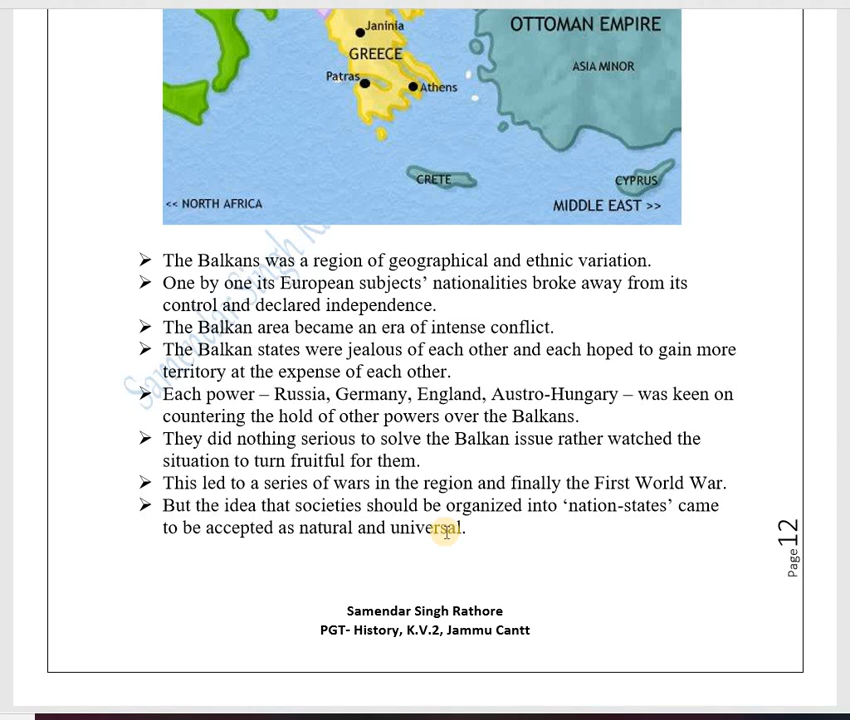 Janinia
OTTOMAN EMPIRE
GREECE
ASIA MINOR
Patras
Athens
CRETE
CYPRUS
<< NORTH AFRICA
MIDDLE EAST >>
➢ The Balkans was a region of geographical and ethnic variation.
➢ One by one its European subjects’ nationalities broke away from its
control and declared independence.
➢ The Balkan area became an era of intense conflict.
➢ The Balkan states were jealous of each other and each hoped to gain more
territory at the expense of each other.
➢ Each power – Russia, Germany, England, Austro-Hungary – was keen on
countering the hold of other powers over the Balkans.
➢ They did nothing serious to solve the Balkan issue rather watched the
situation to turn fruitful for them.
➢ This led to a series of wars in the region and finally the First World War.
➢ But the idea that societies should be organized into ‘nation-states’ came
to be accepted as natural and universal.
Page 12
Samendar Singh Rathore
PGT- History, K.V.2, Jammu Cantt
Samendar Singh